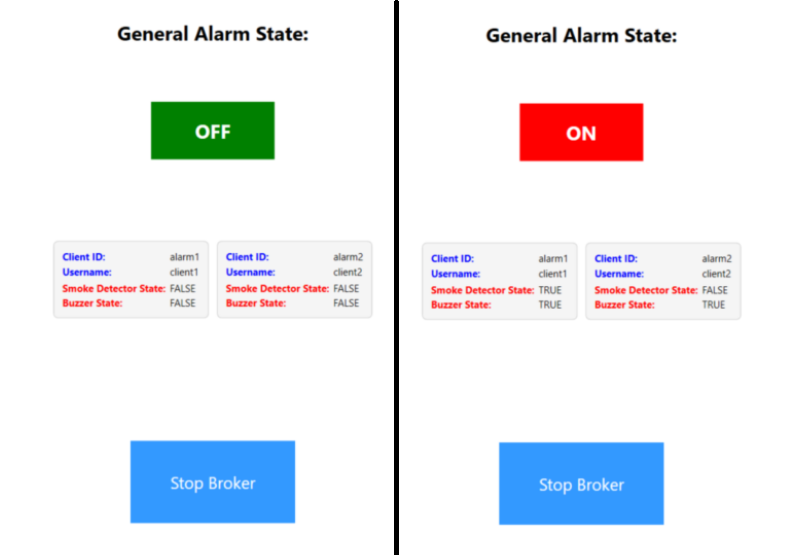 General Alarm State:
OFF
Client ID: alarm1
Username: client1
Smoke Detector State: FALSE
Buzzer State: FALSE
Client ID: alarm2
Username: client2
Smoke Detector State: FALSE
Buzzer State: FALSE
Stop Broker
General Alarm State:
ON
Client ID: alarm1
Username: client1
Smoke Detector State: TRUE
Buzzer State: TRUE
Client ID: alarm2
Username: client2
Smoke Detector State: FALSE
Buzzer State: TRUE
Stop Broker